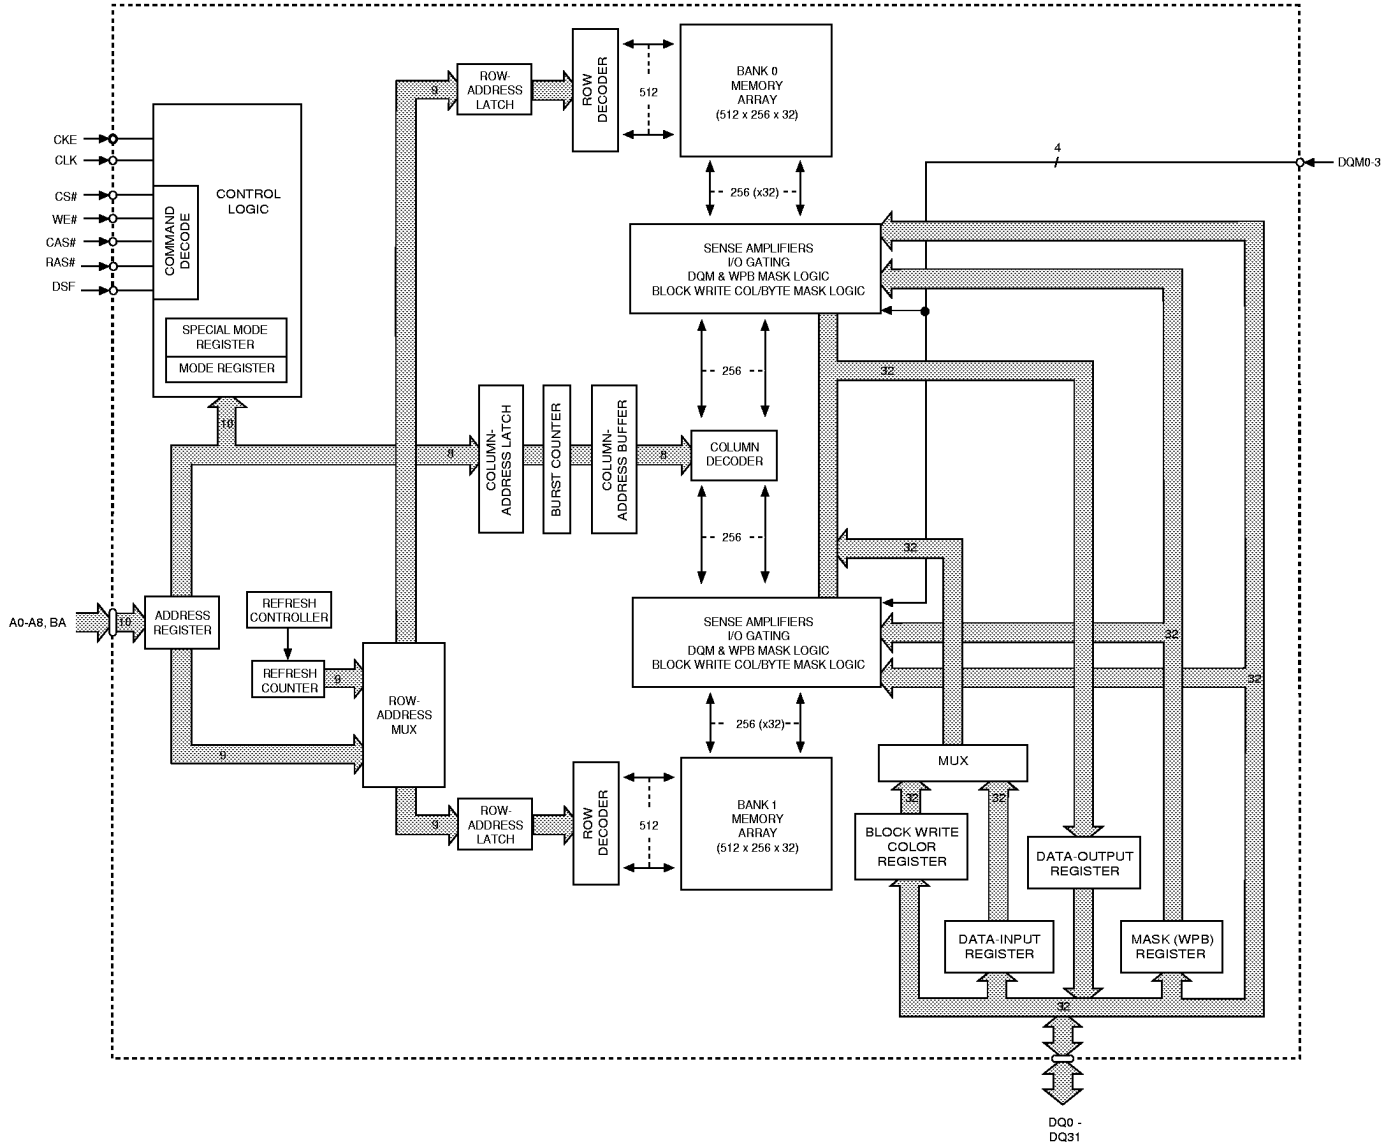 CKE
CLK
CS#
WE#
CAS#
RAS#
DSF
CONTROL
LOGIC
COMMAND
DECODE
SPECIAL MODE
REGISTER
MODE REGISTER
10
9
ROW-
ADDRESS
LATCH
ROW
DECODER
512
BANK 0
MEMORY
ARRAY
(512 x 256 x 32)
256 (x32)
4
DQM0-3
SENSE AMPLIFIERS
I/O GATING
DQM & WPB MASK LOGIC
BLOCK WRITE COL/BYTE MASK LOGIC
256
32
8
COLUMN-
ADDRESS LATCH
BURST COUNTER
COLUMN-
ADDRESS BUFFER
8
COLUMN
DECODER
256
32
A0-A8, BA
10
ADDRESS
REGISTER
REFRESH
CONTROLLER
REFRESH
COUNTER
9
9
ROW-
ADDRESS
MUX
SENSE AMPLIFIERS
I/O GATING
DQM & WPB MASK LOGIC
BLOCK WRITE COL/BYTE MASK LOGIC
32
32
256 (x32)
9
ROW-
ADDRESS
LATCH
ROW
DECODER
512
BANK 1
MEMORY
ARRAY
(512 x 256 x 32)
MUX
32
32
BLOCK WRITE
COLOR
REGISTER
DATA-OUTPUT
REGISTER
DATA-INPUT
REGISTER
MASK (WPB)
REGISTER
32
DQ0 -
DQ31